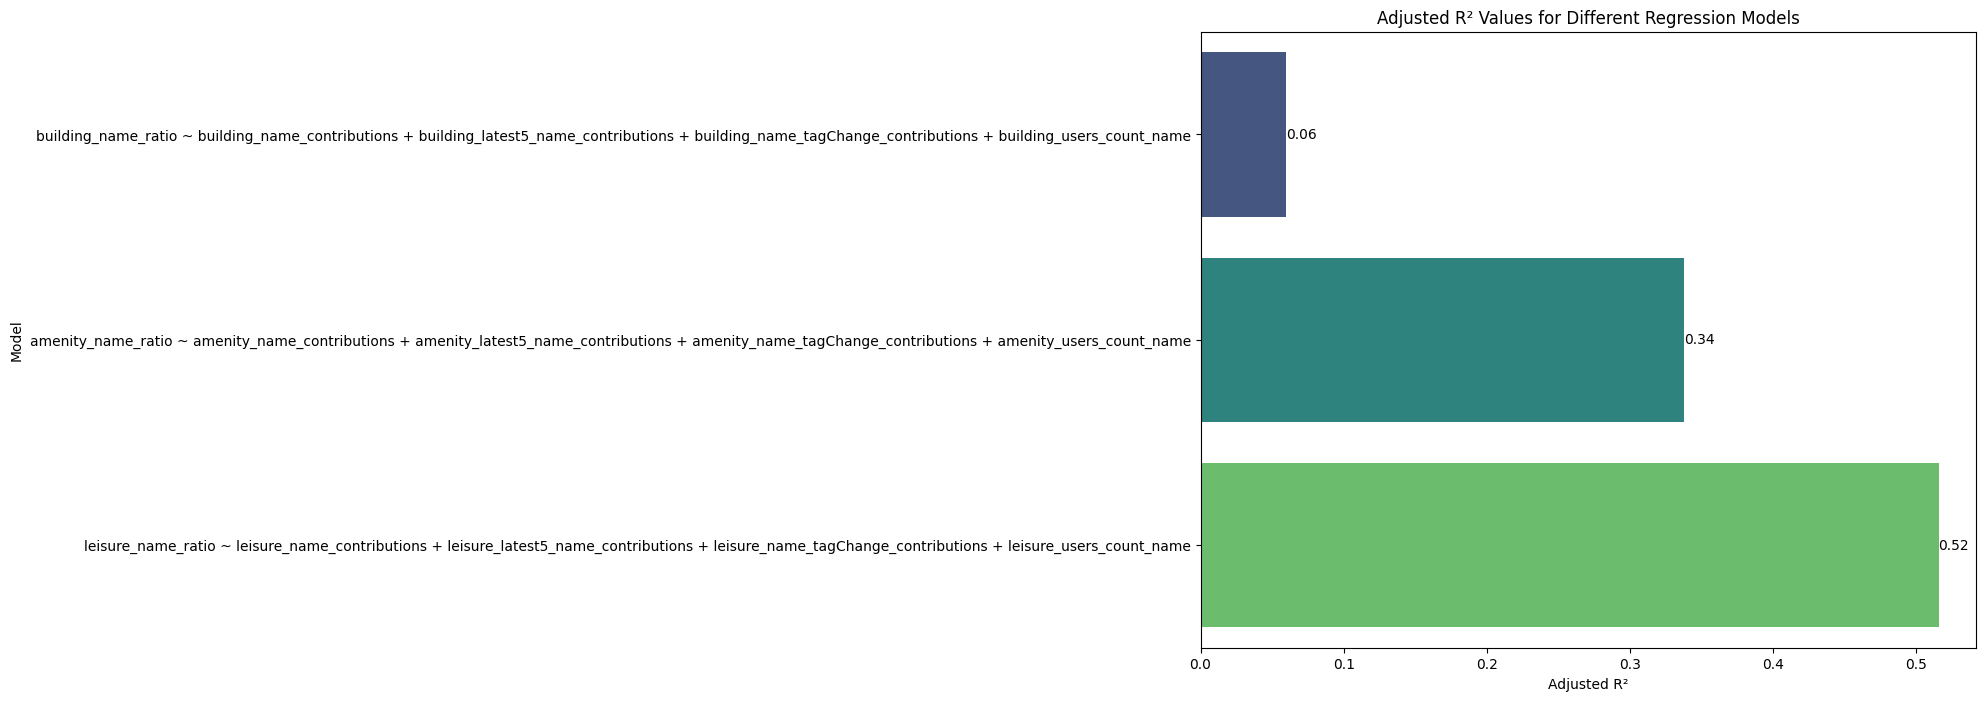 Adjusted R² Values for Different Regression Models
building_name_ratio ~ building_name_contributions + building_latest5_name_contributions + building_name_tagChange_contributions + building_users_count_name
0.06
Model
amenity_name_ratio ~ amenity_name_contributions + amenity_latest5_name_contributions + amenity_name_tagChange_contributions + amenity_users_count_name
0.34
leisure_name_ratio ~ leisure_name_contributions + leisure_latest5_name_contributions + leisure_name_tagChange_contributions + leisure_users_count_name
0.52
0.0 0.1 0.2 0.3 0.4 0.5
Adjusted R²